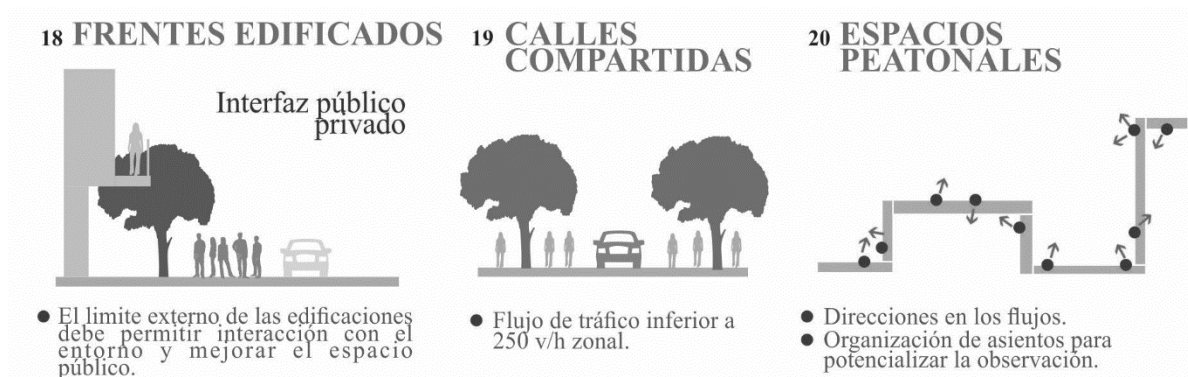 18 FRENTES EDIFICADOS
Interfaz público
privado
● El limite externo de las edificaciones
debe permitir interacción con el
entorno y mejorar el espacio
público.
19 CALLES
COMPARTIDAS
● Flujo de tráfico inferior a
250 v/h zonal.
20 ESPACIOS
PEATONALES
● Direcciones en los flujos.
● Organización de asientos para
potencializar la observación.